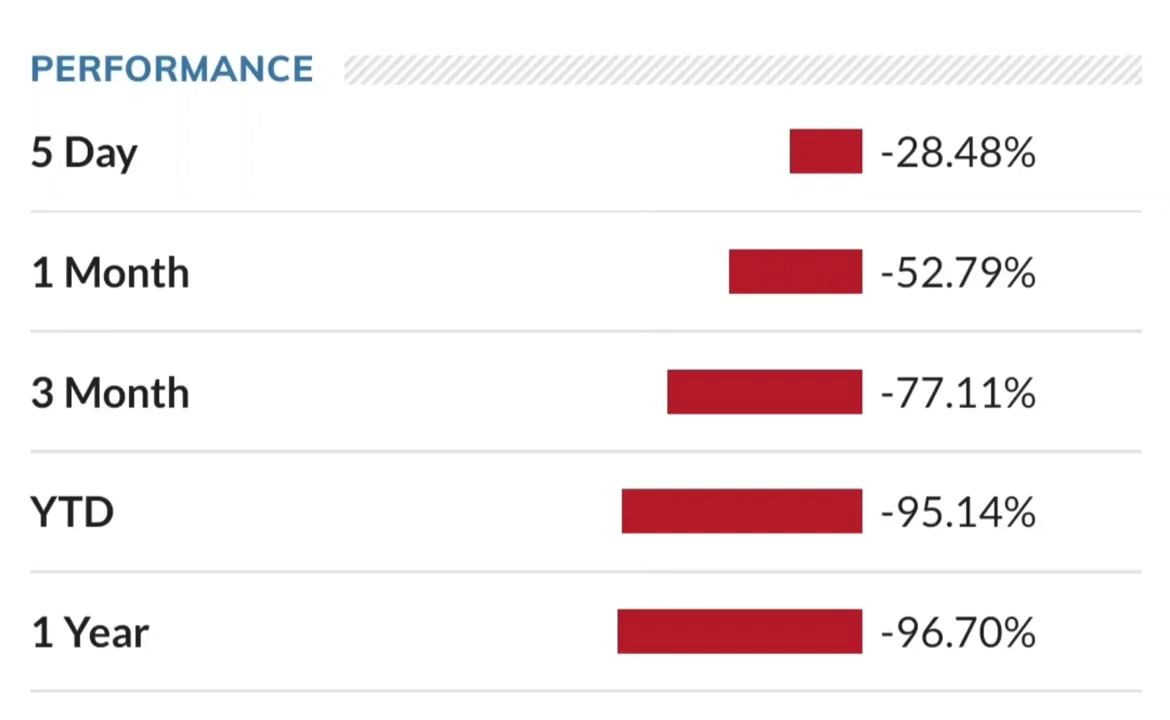 PERFORMANCE
5 Day -28.48%
1 Month -52.79%
3 Month -77.11%
YTD -95.14%
1 Year -96.70%